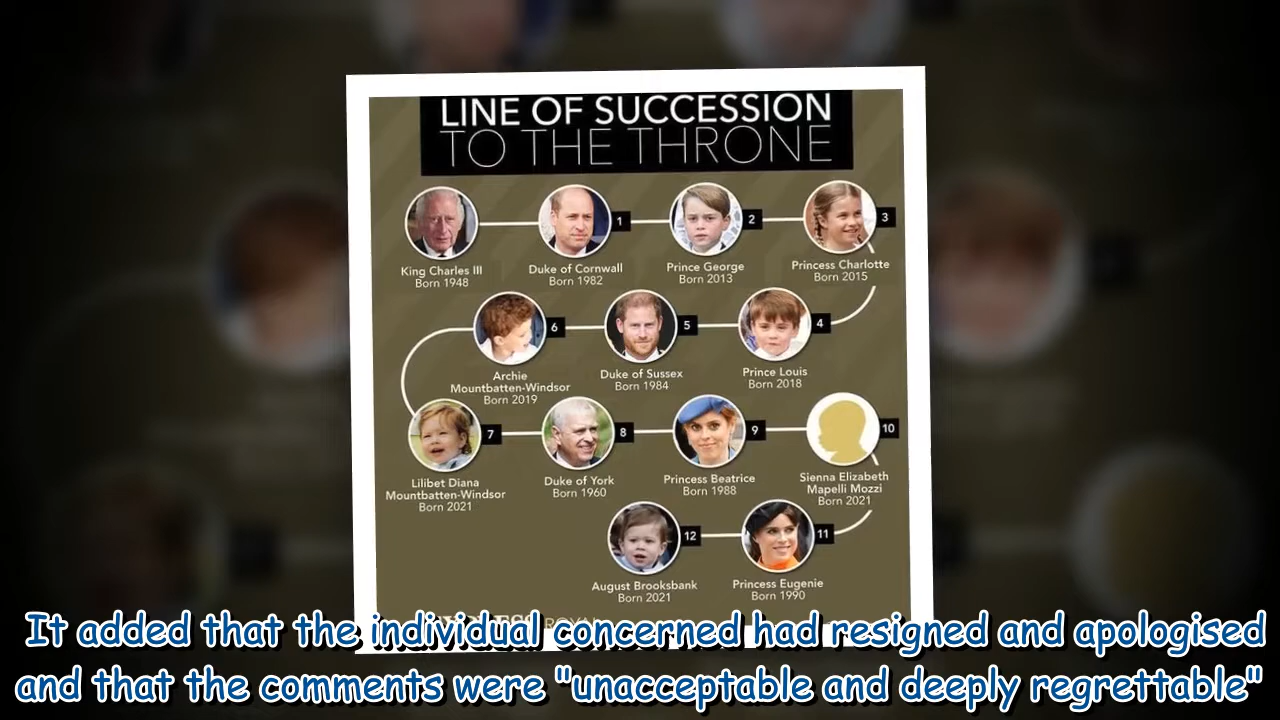 LINE OF SUCCESSION
TO THE THRONE
1
2
3
King Charles III
Born 1948
Duke of Cornwall
Born 1982
Prince George
Born 2013
Princess Charlotte
Born 2015
6
5
4
Archie
Mountbatten-Windsor
Born 2019
Duke of Sussex
Born 1984
Prince Louis
Born 2018
7
8
9
10
Lilibet Diana
Mountbatten-Windsor
Born 2021
Duke of York
Born 1960
Princess Beatrice
Born 1988
Sienna Elizabeth
Mapelli Mozzi
Born 2021
12
11
August Brooksbank
Born 2021
Princess Eugenie
Born 1990
It added that the individual concerned had resigned and apologised
and that the comments were "unacceptable and deeply regrettable"